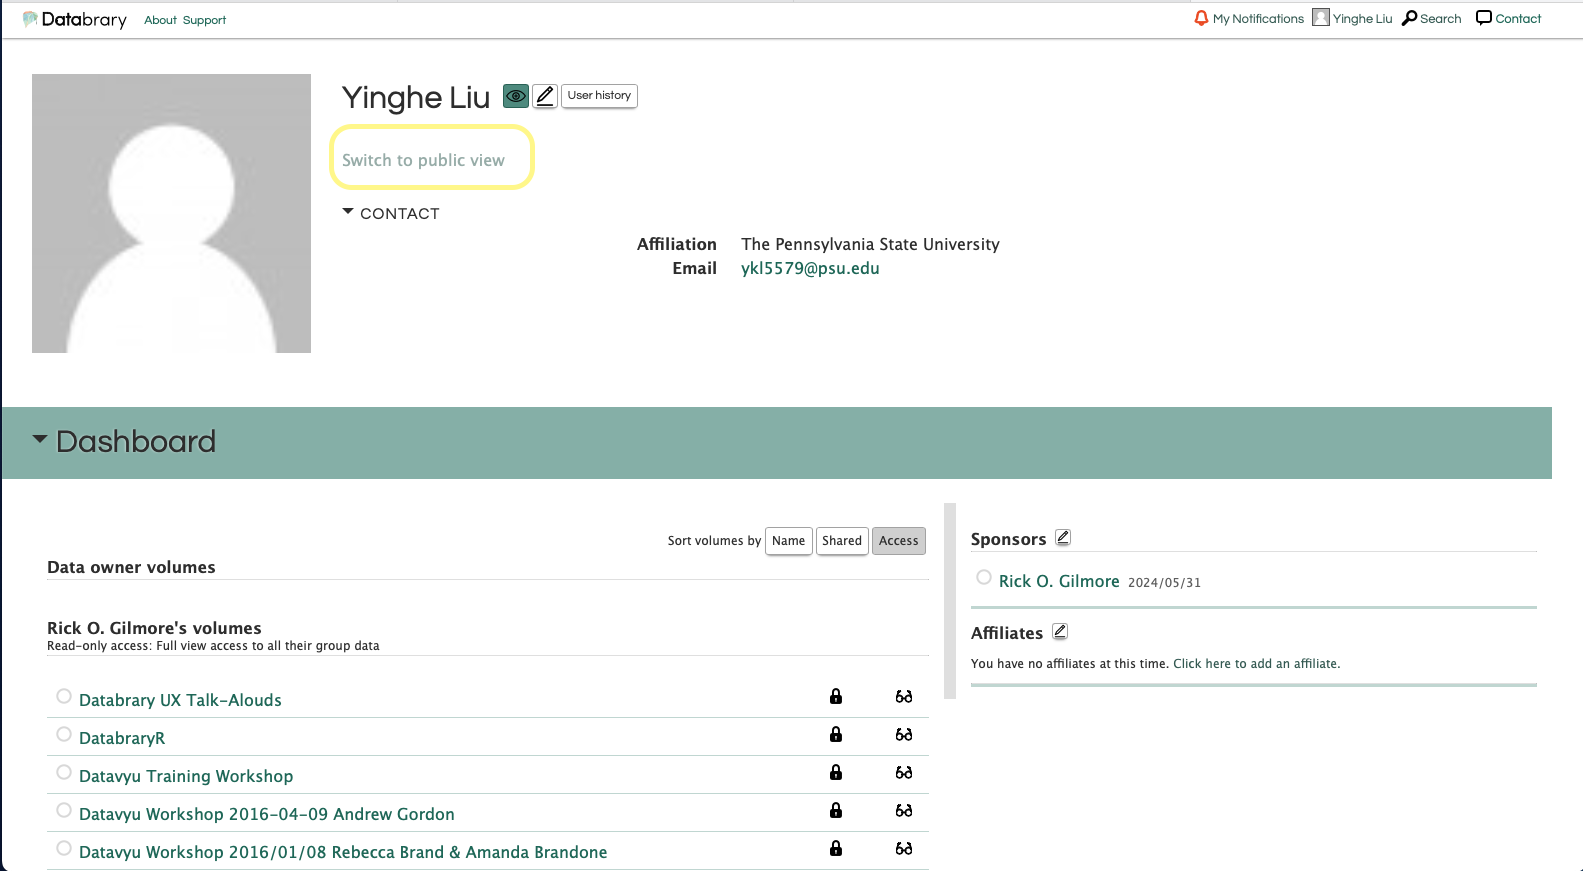 Databrary About Support My Notifications Yinghe Liu Search Contact
Yinghe Liu User history
Switch to public view
CONTACT
Affiliation The Pennsylvania State University
Email ykl5579@psu.edu
Dashboard
Sort volumes by Name Shared Access
Data owner volumes
Rick O. Gilmore's volumes
Read-only access: Full view access to all their group data
Databrary UX Talk-Alouds
DatabraryR
Datavyu Training Workshop
Datavyu Workshop 2016-04-09 Andrew Gordon
Datavyu Workshop 2016/01/08 Rebecca Brand & Amanda Brandone
Sponsors
Rick O. Gilmore 2024/05/31
Affiliates
You have no affiliates at this time. Click here to add an affiliate.